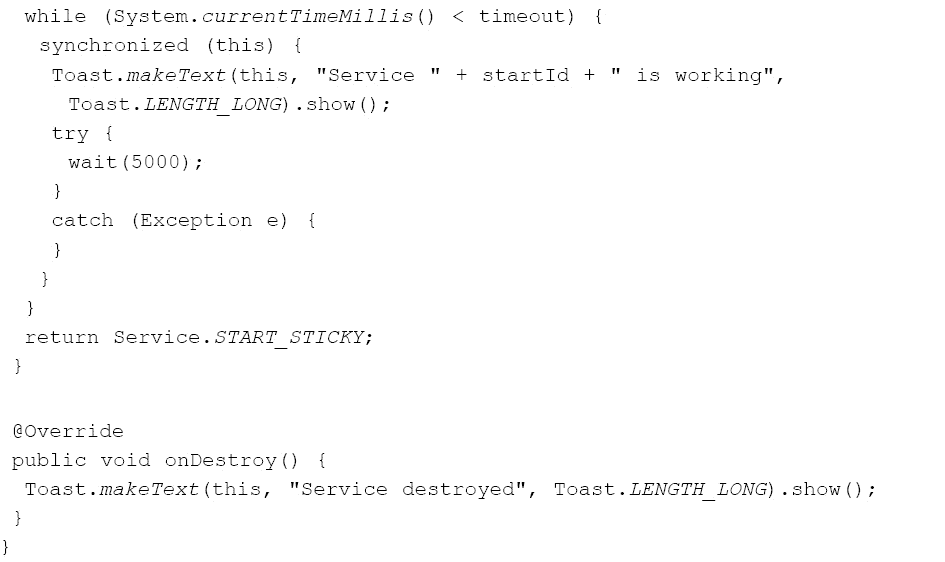 while (System.currentTimeMillis() < timeout) {
synchronized (this) {
Toast.makeText(this, "Service " + startId + " is working",
Toast.LENGTH_LONG).show();
try {
wait(5000);
}
catch (Exception e) {
}
}
}
return Service.START_STICKY;
}
@Override
public void onDestroy() {
Toast.makeText(this, "Service destroyed", Toast.LENGTH_LONG).show();
}
}